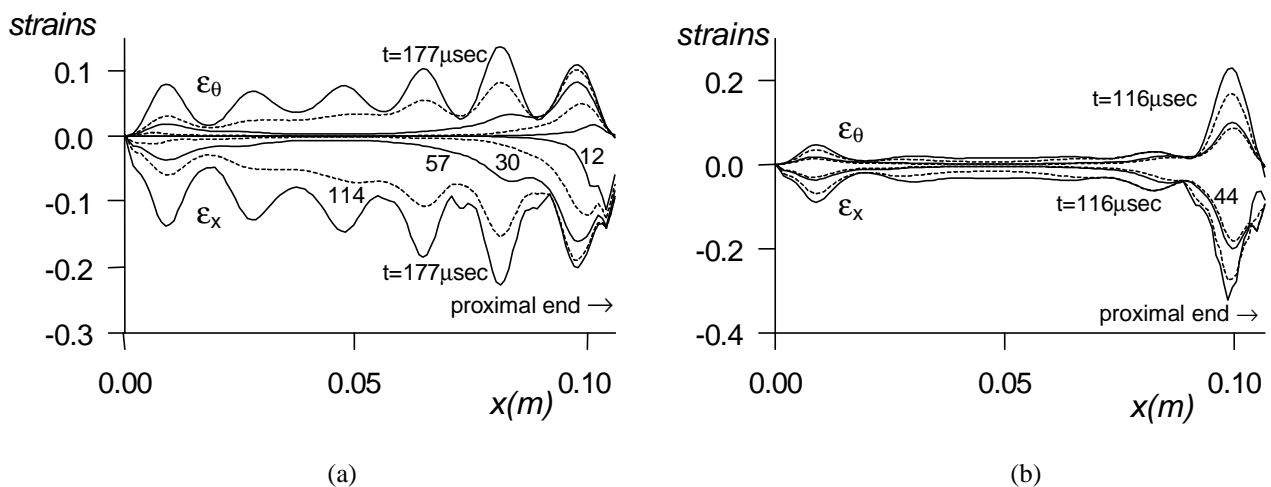 strains
t=177μsec
0.1
εθ
0.0
57
30
12
114
-0.1
εx
-0.2
t=177μsec
proximal end →
-0.3
0.00
0.05
0.10
x(m)
(a)
strains
0.2
t=116μsec
εθ
0.0
εx
t=116μsec
44
-0.2
proximal end →
-0.4
0.00
0.05
0.10
x(m)
(b)